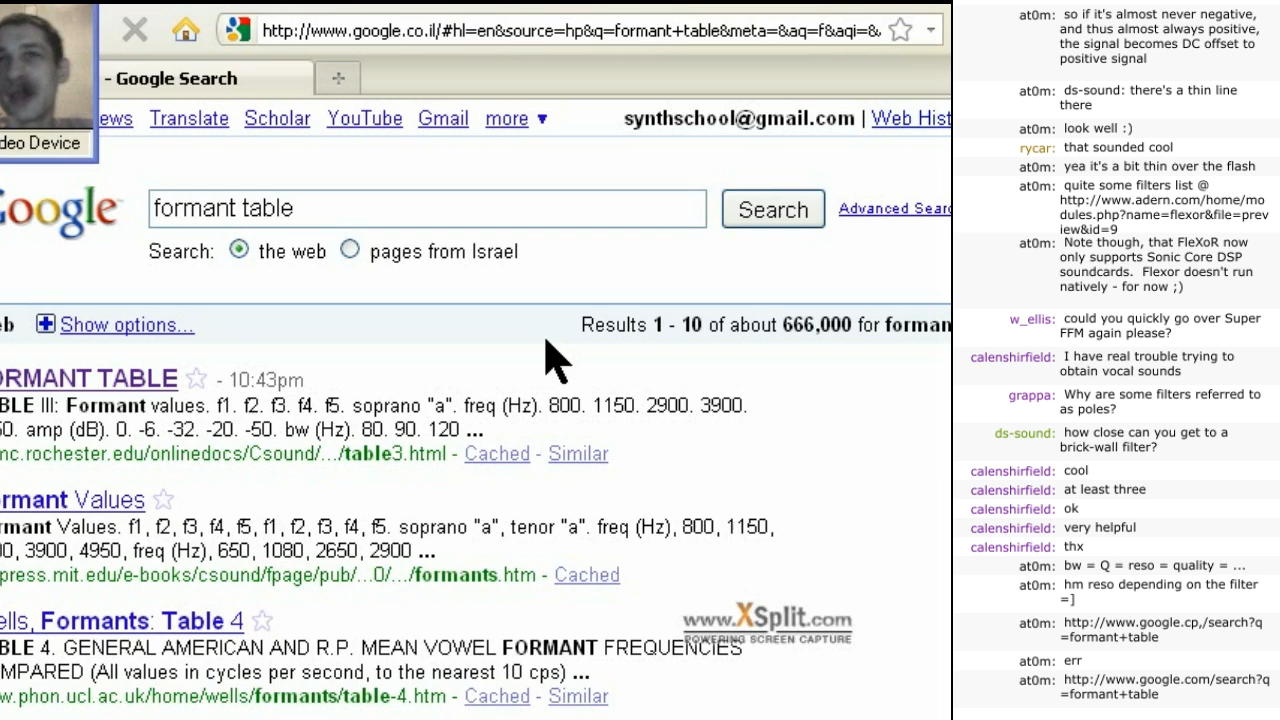 http://www.google.co.il/#hl=en&source=hp&q=formant+table&meta=&aq=f&aqi=&
- Google Search
ews Translate Scholar YouTube Gmail more ▼ synthschool@gmail.com | Web Hist
deo Device
Google
formant table
Search
Advanced Searc
Search: the web pages from Israel
b Show options... Results 1 - 10 of about 666,000 for forman
ORMANT TABLE - 10:43pm
BLE III: Formant values. f1. f2. f3. f4. f5. soprano "a". freq (Hz). 800. 1150. 2900. 3900.
50. amp (dB). 0. -6. -32. -20. -50. bw (Hz). 80. 90. 120 ...
mc.rochester.edu/onlinedocs/Csound/.../table3.html - Cached - Similar
rmant Values
rmant Values. f1, f2, f3, f4, f5, f1, f2, f3, f4, f5. soprano "a", tenor "a". freq (Hz), 800, 1150,
00, 3900, 4950, freq (Hz), 650, 1080, 2650, 2900 ...
press.mit.edu/e-books/csound/fpage/pub/...0/.../formants.htm - Cached
ells, Formants: Table 4
BLE 4. GENERAL AMERICAN AND R.P. MEAN VOWEL FORMANT FREQUENCIES
MPARED (All values in cycles per second, to the nearest 10 cps) ...
w.phon.ucl.ac.uk/home/wells/formants/table-4.htm - Cached - Similar
www.XSplit.com
POWERING SCREEN CAPTURE
at0m: so if it's almost never negative,
and thus almost always positive,
the signal becomes DC offset to
positive signal
at0m: ds-sound: there's a thin line
there
at0m: look well :)
rycar: that sounded cool
at0m: yea it's a bit thin over the flash
at0m: quite some filters list @
http://www.adern.com/home/mo
dules.php?name=flexor&file=prev
iew&id=9
at0m: Note though, that FleXoR now
only supports Sonic Core DSP
soundcards. Flexor doesn't run
natively - for now ;)
w_ellis: could you quickly go over Super
FFM again please?
calenshirfield: I have real trouble trying to
obtain vocal sounds
grappa: Why are some filters referred to
as poles?
ds-sound: how close can you get to a
brick-wall filter?
calenshirfield: cool
calenshirfield: at least three
calenshirfield: ok
calenshirfield: very helpful
calenshirfield: thx
at0m: bw = Q = reso = quality = ...
at0m: hm reso depending on the filter
=]
at0m: http://www.google.cp,/search?q
=formant+table
at0m: err
at0m: http://www.google.com/search?q
=formant+table